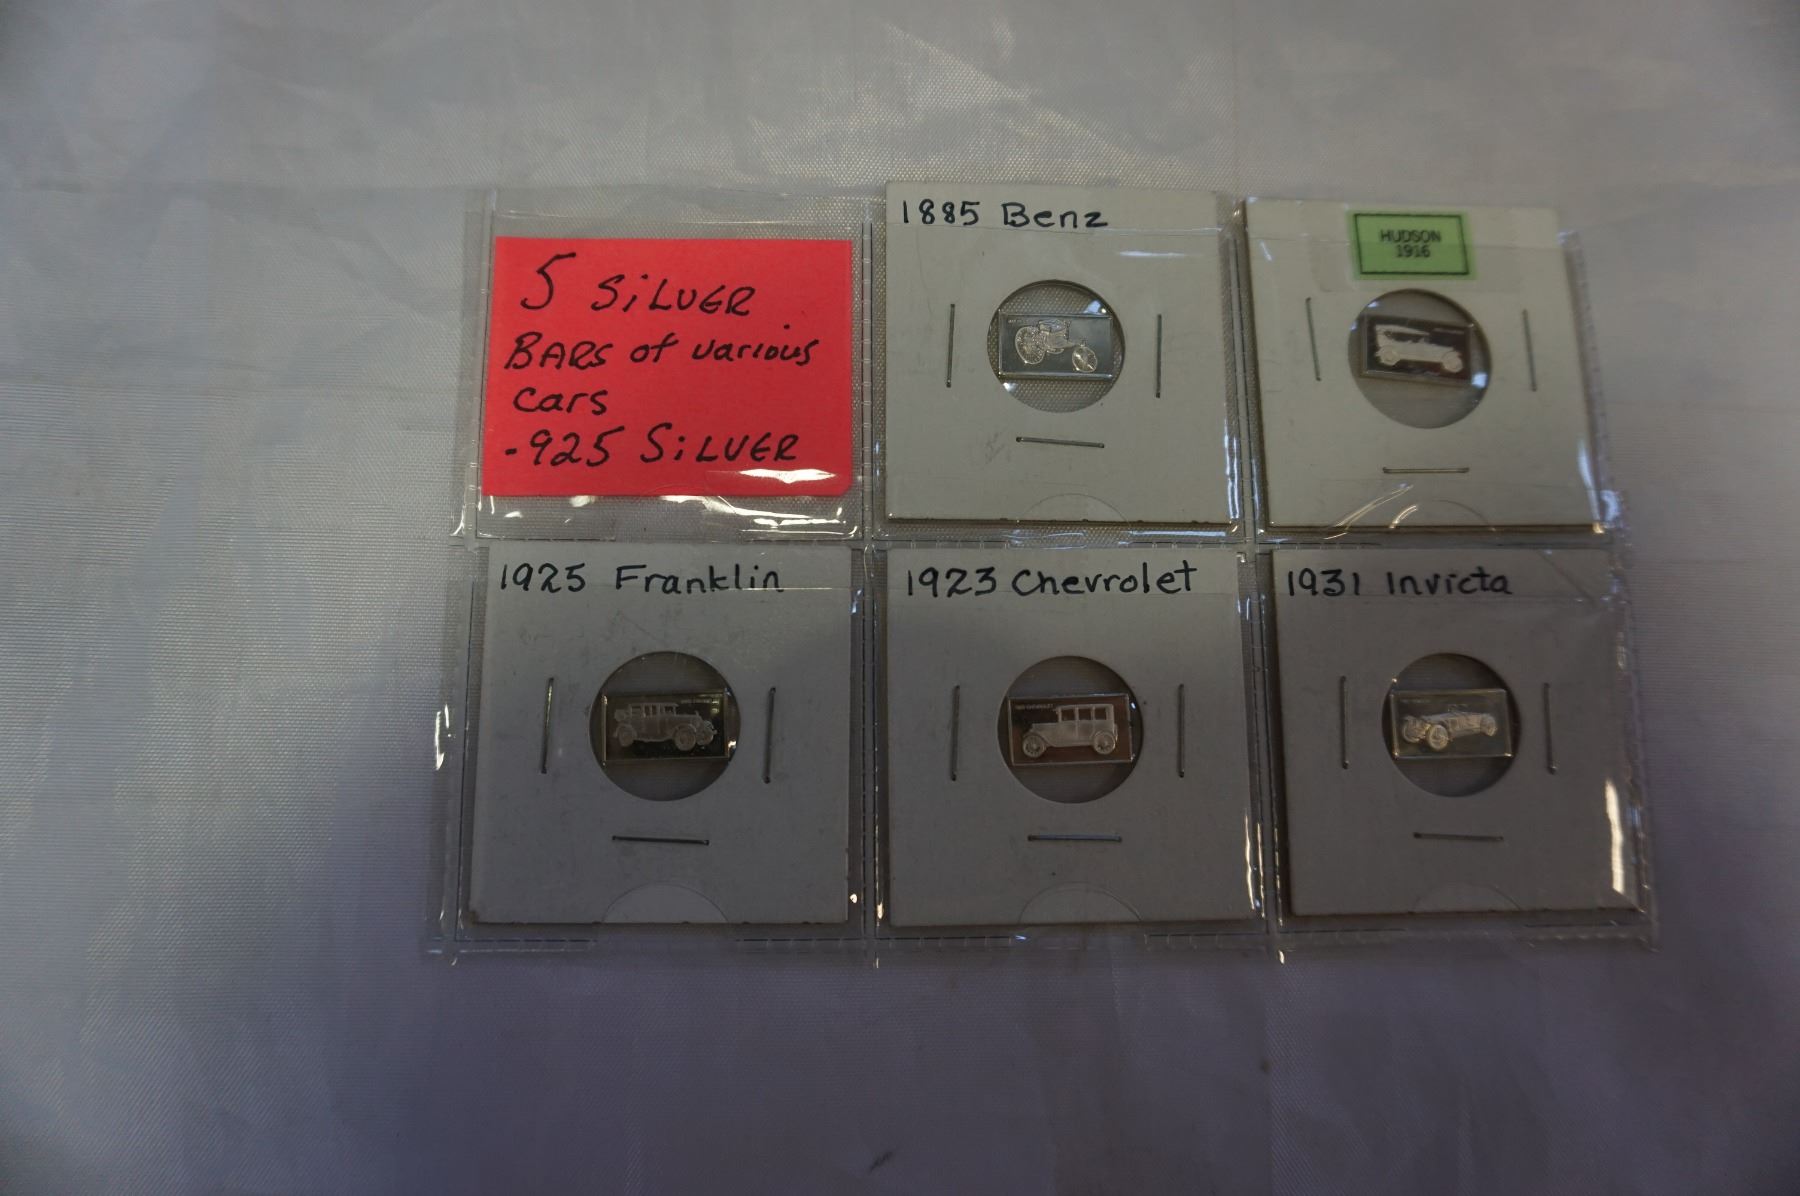 5 SiLVER
BARS of various
cars
.925 SiLVER
1885 Benz
HUDSON
1916
1925 Franklin
1923 Chevrolet
1931 Invicta